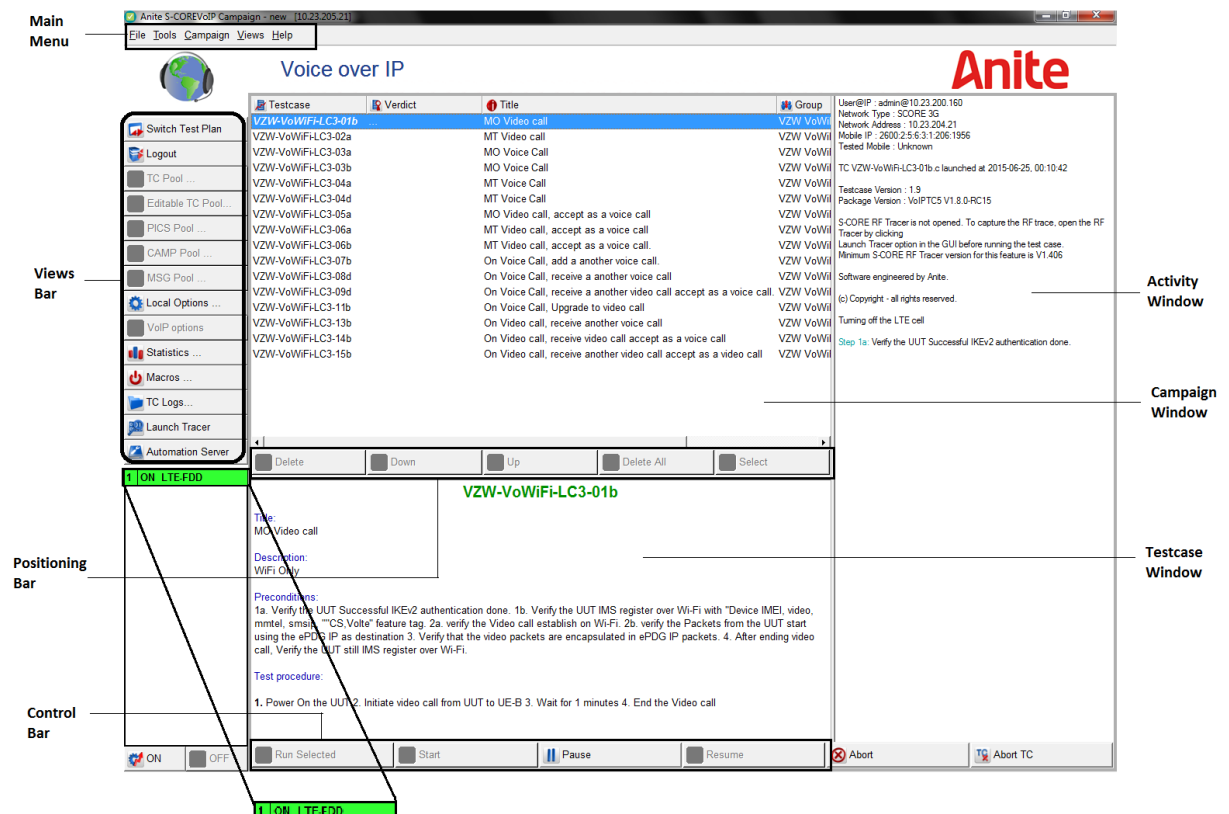 Anite S-COREVoIP Campaign - new [10.23.205.21]
Main
Menu
File Tools Campaign Views Help
Voice over IP
Anite
Views
Bar
Switch Test Plan
Logout
TC Pool ...
Editable TC Pool...
PICS Pool ...
CAMP Pool ...
MSG Pool ...
Local Options ...
VoIP options
Statistics ...
Macros ...
TC Logs...
Launch Tracer
Automation Server
1 ON LTE-FDD
Testcase Verdict Title Group
VZW-VoWiFi-LC3-01b ... MO Video call VZW VoWi
VZW-VoWiFi-LC3-02a MT Video call VZW VoWil
VZW-VoWiFi-LC3-03a MO Voice Call VZW VoWil
VZW-VoWiFi-LC3-03b MO Voice Call VZW VoWil
VZW-VoWiFi-LC3-04a MT Voice Call VZW VoWil
VZW-VoWiFi-LC3-04d MT Voice Call VZW VoWil
VZW-VoWiFi-LC3-05a MO Video call, accept as a voice call VZW VoWil
VZW-VoWiFi-LC3-06a MT Video call, accept as a voice call VZW VoWil
VZW-VoWiFi-LC3-06b MT Video call, accept as a voice call. VZW VoWil
VZW-VoWiFi-LC3-07b On Voice Call, add a another voice call. VZW VoWil
VZW-VoWiFi-LC3-08d On Voice Call, receive a another voice call VZW VoWil
VZW-VoWiFi-LC3-09d On Voice Call, receive a another video call accept as a voice call. VZW VoWil
VZW-VoWiFi-LC3-11b On Voice Call, Upgrade to video call VZW VoWil
VZW-VoWiFi-LC3-13b On Video call, receive another voice call VZW VoWil
VZW-VoWiFi-LC3-14b On Video call, receive video call accept as a voice call VZW VoWil
VZW-VoWiFi-LC3-15b On Video call, receive another video call accept as a video call VZW VoWil
Delete Down Up Delete All Select
User@IP : admin@10.23.200.160
Network Type : SCORE 3G
Network Address : 10.23.204.21
Mobile IP : 2600:2:5:6:3:1:206:1956
Tested Mobile : Unknown
TC VZW-VoWiFi-LC3-01b.c launched at 2015-06-25, 00:10:42
Testcase Version : 1.9
Package Version : VoIPTC5 V1.8.0-RC15
S-CORE RF Tracer is not opened. To capture the RF trace, open the RF
Tracer by clicking
Launch Tracer option in the GUI before running the test case.
Minimum S-CORE RF Tracer version for this feature is V1.406
Software engineered by Anite.
(c) Copyright - all rights reserved.
Turning off the LTE cell
Step 1a: Verify the UUT Successful IKEv2 authentication done.
Activity
Window
Campaign
Window
Positioning
Bar
VZW-VoWiFi-LC3-01b
Title:
MO Video call
Description:
WiFi Only
Preconditions:
1a. Verify the UUT Successful IKEv2 authentication done. 1b. Verify the UUT IMS register over Wi-Fi with "Device IMEI, video,
mmtel, smsip, ""CS,Volte" feature tag. 2a. verify the Video call establish on Wi-Fi. 2b. verify the Packets from the UUT start
using the ePDG IP as destination 3. Verify that the video packets are encapsulated in ePDG IP packets. 4. After ending video
call, Verify the UUT still IMS register over Wi-Fi.
Test procedure:
1. Power On the UUT 2. Initiate video call from UUT to UE-B 3. Wait for 1 minutes 4. End the Video call
Testcase
Window
Control
Bar
ON OFF Run Selected Start Pause Resume Abort Abort TC
1 ON LTE-FDD